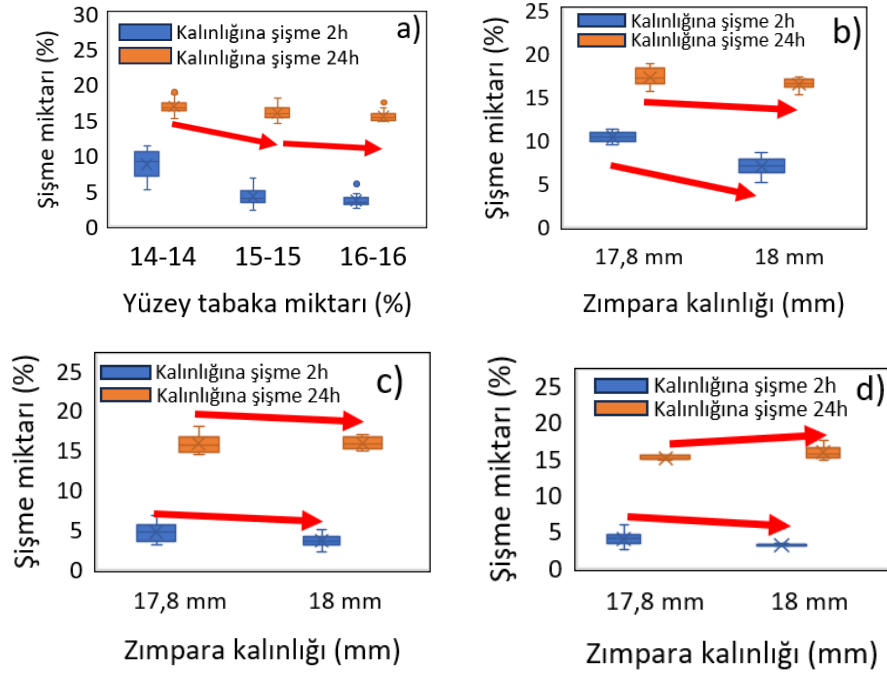 a)
Kalınlığına şişme 2h
Kalınlığına şişme 24h
Şişme miktarı (%)
30
25
20
15
10
5
0
14-14 15-15 16-16
Yüzey tabaka miktarı (%)
b)
Kalınlığına şişme 2h
Kalınlığına şişme 24h
Şişme miktarı (%)
25
20
15
10
5
0
17,8 mm 18 mm
Zımpara kalınlığı (mm)
c)
Kalınlığına şişme 2h
Kalınlığına şişme 24h
Şişme miktarı (%)
25
20
15
10
5
0
17,8 mm 18 mm
Zımpara kalınlığı (mm)
d)
Kalınlığına şişme 2h
Kalınlığına şişme 24h
Şişme miktarı (%)
25
20
15
10
5
0
17,8 mm 18 mm
Zımpara kalınlığı (mm)